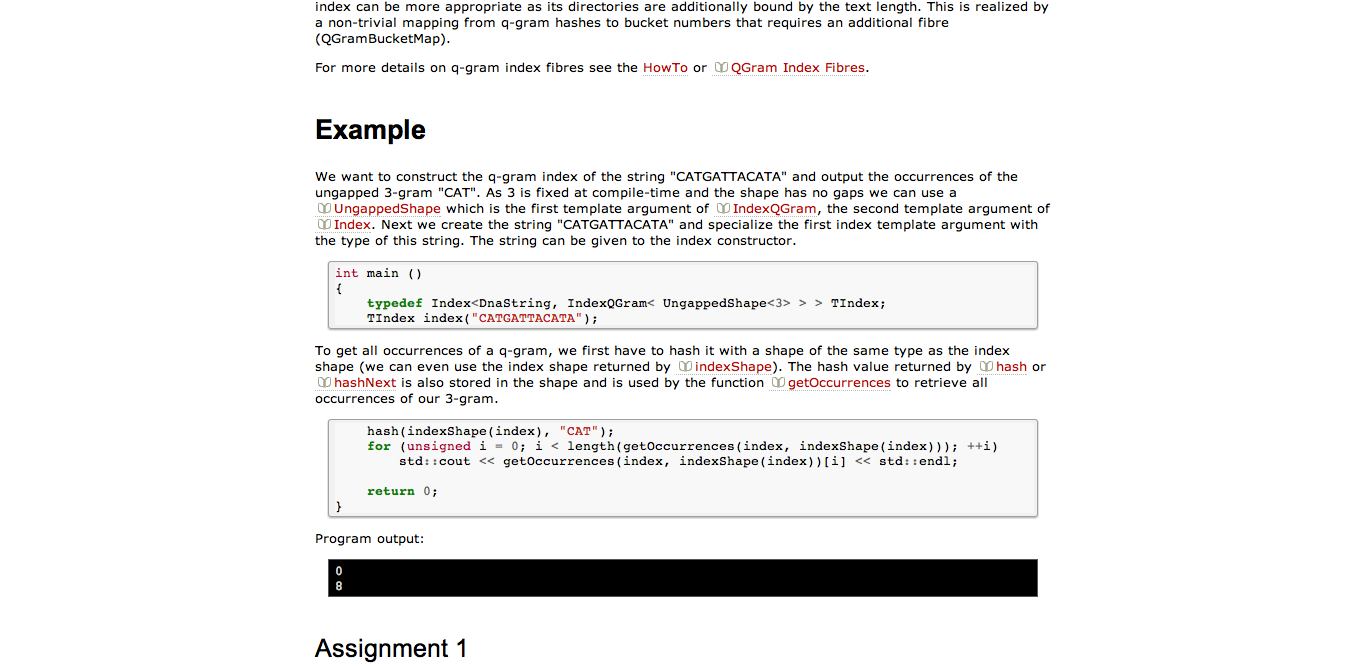 index can be more appropriate as its directories are additionally bound by the text length. This is realized by
a non-trivial mapping from q-gram hashes to bucket numbers that requires an additional fibre
(QGramBucketMap).
For more details on q-gram index fibres see the HowTo or QGram Index Fibres.
Example
We want to construct the q-gram index of the string "CATGATTACATA" and output the occurrences of the
ungapped 3-gram "CAT". As 3 is fixed at compile-time and the shape has no gaps we can use a
UngappedShape which is the first template argument of IndexQGram, the second template argument of
Index. Next we create the string "CATGATTACATA" and specialize the first index template argument with
the type of this string. The string can be given to the index constructor.
int main ()
{
    typedef Index<DnaString, IndexQGram< UngappedShape<3> > > TIndex;
    TIndex index("CATGATTACATA");
To get all occurrences of a q-gram, we first have to hash it with a shape of the same type as the index
shape (we can even use the index shape returned by indexShape). The hash value returned by hash or
hashNext is also stored in the shape and is used by the function getOccurrences to retrieve all
occurrences of our 3-gram.
    hash(indexShape(index), "CAT");
    for (unsigned i = 0; i < length(getOccurrences(index, indexShape(index))); ++i)
        std::cout << getOccurrences(index, indexShape(index))[i] << std::endl;
    return 0;
}
Program output:
0
8
Assignment 1